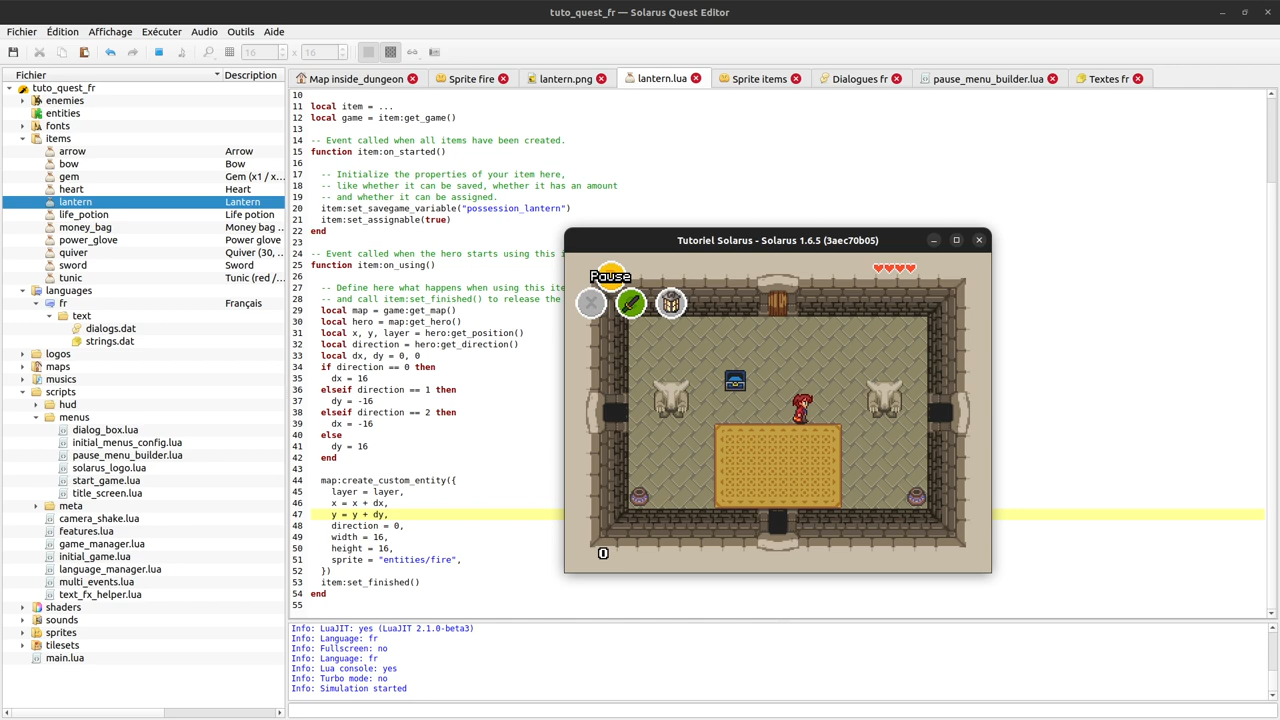 tuto_quest_fr — Solarus Quest Editor
Fichier Édition Affichage Exécuter Audio Outils Aide
16 x 16
Fichier Description
tuto_quest_fr
enemies
entities
fonts
items
arrow Arrow
bow Bow
gem Gem (x1 / x...
heart Heart
lantern Lantern
life_potion Life potion
money_bag Money bag ...
power_glove Power glove
quiver Quiver (30, ...
sword Sword
tunic Tunic (red /...
languages
fr Français
text
dialogs.dat
strings.dat
logos
maps
musics
scripts
hud
menus
dialog_box.lua
initial_menus_config.lua
pause_menu_builder.lua
solarus_logo.lua
start_game.lua
title_screen.lua
meta
camera_shake.lua
features.lua
game_manager.lua
initial_game.lua
language_manager.lua
multi_events.lua
text_fx_helper.lua
shaders
sounds
sprites
tilesets
main.lua
Map inside_dungeon Sprite fire lantern.png lantern.lua Sprite items Dialogues fr pause_menu_builder.lua Textes fr
10
11 local item = ...
12 local game = item:get_game()
13
14 -- Event called when all items have been created.
15 function item:on_started()
16
17 -- Initialize the properties of your item here,
18 -- like whether it can be saved, whether it has an amount
19 -- and whether it can be assigned.
20 item:set_savegame_variable("possession_lantern")
21 item:set_assignable(true)
22 end
23
24 -- Event called when the hero starts using this i
25 function item:on_using()
26
27 -- Define here what happens when using this ite
28 -- and call item:set_finished() to release the
29 local map = game:get_map()
30 local hero = map:get_hero()
31 local x, y, layer = hero:get_position()
32 local direction = hero:get_direction()
33 local dx, dy = 0, 0
34 if direction == 0 then
35 dx = 16
36 elseif direction == 1 then
37 dy = -16
38 elseif direction == 2 then
39 dx = -16
40 else
41 dy = 16
42 end
43
44 map:create_custom_entity({
45 layer = layer,
46 x = x + dx,
47 y = y + dy,
48 direction = 0,
49 width = 16,
50 height = 16,
51 sprite = "entities/fire",
52 })
53 item:set_finished()
54 end
55
Tutoriel Solarus - Solarus 1.6.5 (3aec70b05)
Pause
0
Info: LuaJIT: yes (LuaJIT 2.1.0-beta3)
Info: Language: fr
Info: Fullscreen: no
Info: Language: fr
Info: Lua console: yes
Info: Turbo mode: no
Info: Simulation started